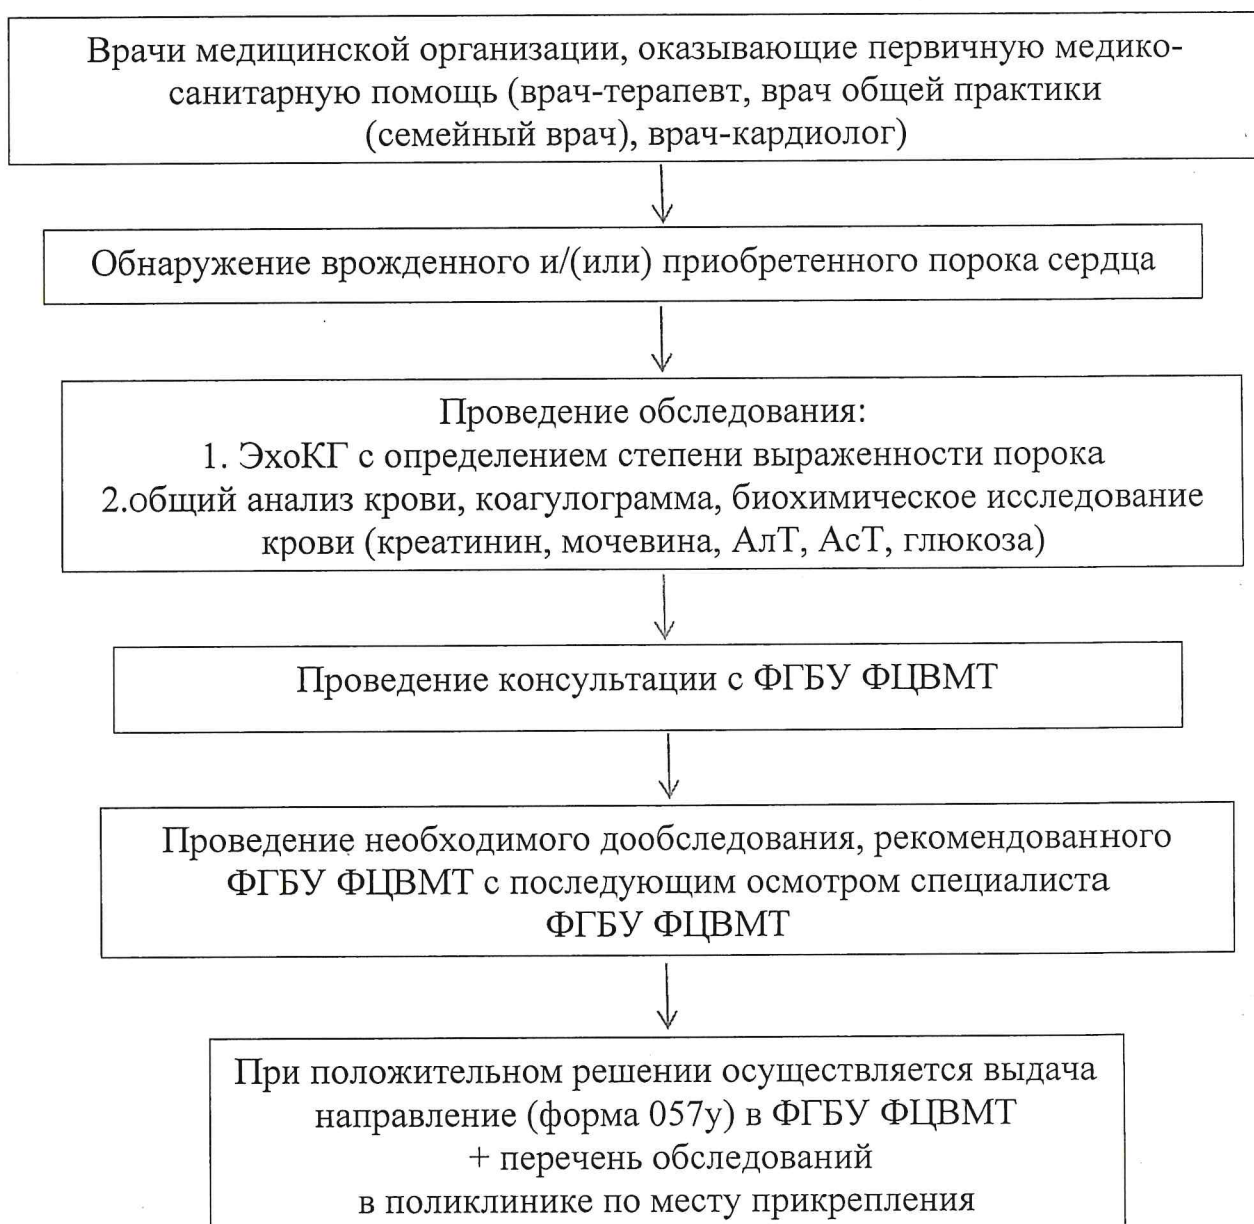 Врачи медицинской организации, оказывающие первичную медико-
санитарную помощь (врач-терапевт, врач общей практики
(семейный врач), врач-кардиолог)
Обнаружение врожденного и/(или) приобретенного порока сердца
Проведение обследования:
1. ЭхоКГ с определением степени выраженности порока
2.общий анализ крови, коагулограмма, биохимическое исследование
крови (креатинин, мочевина, АлТ, АсТ, глюкоза)
Проведение консультации с ФГБУ ФЦВМТ
Проведение необходимого дообследования, рекомендованного
ФГБУ ФЦВМТ с последующим осмотром специалиста
ФГБУ ФЦВМТ
При положительном решении осуществляется выдача
направление (форма 057у) в ФГБУ ФЦВМТ
+ перечень обследований
в поликлинике по месту прикрепления